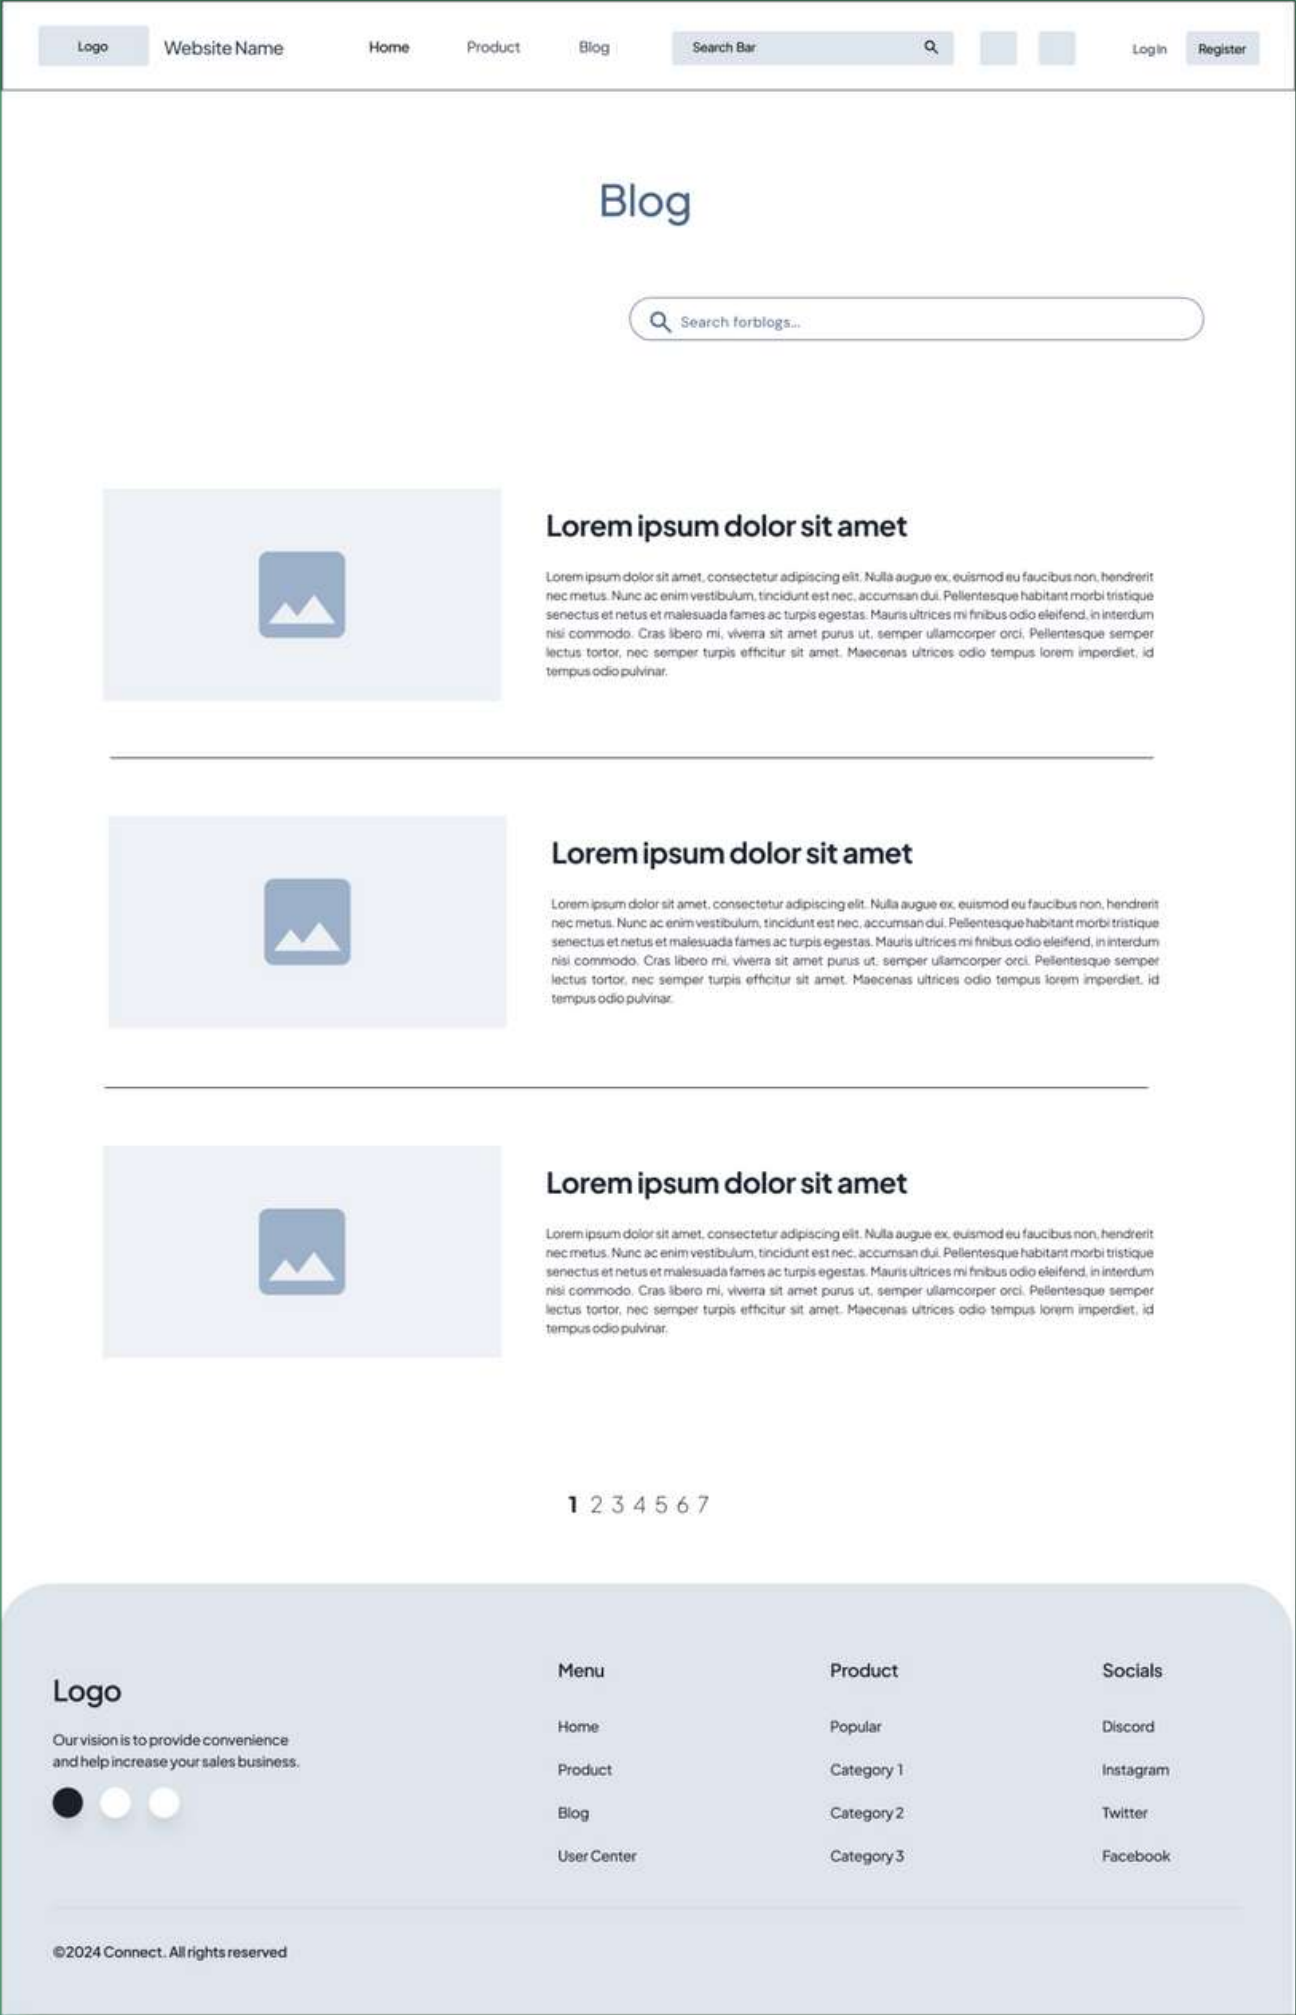 Logo
Website Name
Home
Product
Blog
Search Bar
Log In
Register
Blog
Search forblogs...
Lorem ipsum dolor sit amet
Lorem ipsum dolor sit amet, consectetur adipiscing elit. Nulla augue ex, euismod eu faucibus non, hendrerit
nec metus. Nunc ac enim vestibulum, tincidunt est nec, accumsan dui. Pellentesque habitant morbi tristique
senectus et netus et malesuada fames ac turpis egestas. Mauris ultrices mi finibus odio eleifend, in interdum
nisi commodo. Cras libero mi, viverra sit amet purus ut, semper ullamcorper orci. Pellentesque semper
lectus tortor, nec semper turpis efficitur sit amet. Maecenas ultrices odio tempus lorem imperdiet, id
tempus odio pulvinar.
Lorem ipsum dolor sit amet
Lorem ipsum dolor sit amet, consectetur adipiscing elit. Nulla augue ex, euismod eu faucibus non, hendrerit
nec metus. Nunc ac enim vestibulum, tincidunt est nec, accumsan dui. Pellentesque habitant morbi tristique
senectus et netus et malesuada fames ac turpis egestas. Mauris ultrices mi finibus odio eleifend, in interdum
nisi commodo. Cras libero mi, viverra sit amet purus ut, semper ullamcorper orci. Pellentesque semper
lectus tortor, nec semper turpis efficitur sit amet. Maecenas ultrices odio tempus lorem imperdiet, id
tempus odio pulvinar.
Lorem ipsum dolor sit amet
Lorem ipsum dolor sit amet, consectetur adipiscing elit. Nulla augue ex, euismod eu faucibus non, hendrerit
nec metus. Nunc ac enim vestibulum, tincidunt est nec, accumsan dui. Pellentesque habitant morbi tristique
senectus et netus et malesuada fames ac turpis egestas. Mauris ultrices mi finibus odio eleifend, in interdum
nisi commodo. Cras libero mi, viverra sit amet purus ut, semper ullamcorper orci. Pellentesque semper
lectus tortor, nec semper turpis efficitur sit amet. Maecenas ultrices odio tempus lorem imperdiet, id
tempus odio pulvinar.
1 2 3 4 5 6 7
Logo
Our vision is to provide convenience
and help increase your sales business.
Menu
Home
Product
Blog
User Center
Product
Popular
Category 1
Category 2
Category 3
Socials
Discord
Instagram
Twitter
Facebook
©2024 Connect. All rights reserved